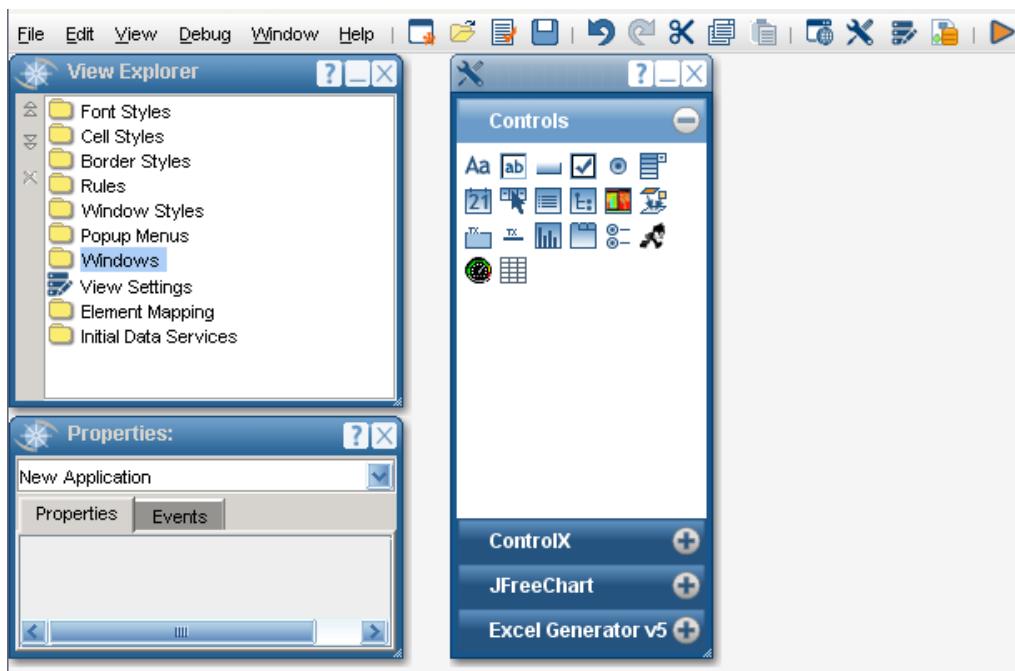 File Edit View Debug Window Help
View Explorer ?
Font Styles
Cell Styles
Border Styles
Rules
Window Styles
Popup Menus
Windows
View Settings
Element Mapping
Initial Data Services
Properties: ?
New Application
Properties Events
?
Controls
Aa ab
21
TX TX
ControlX
JFreeChart
Excel Generator v5